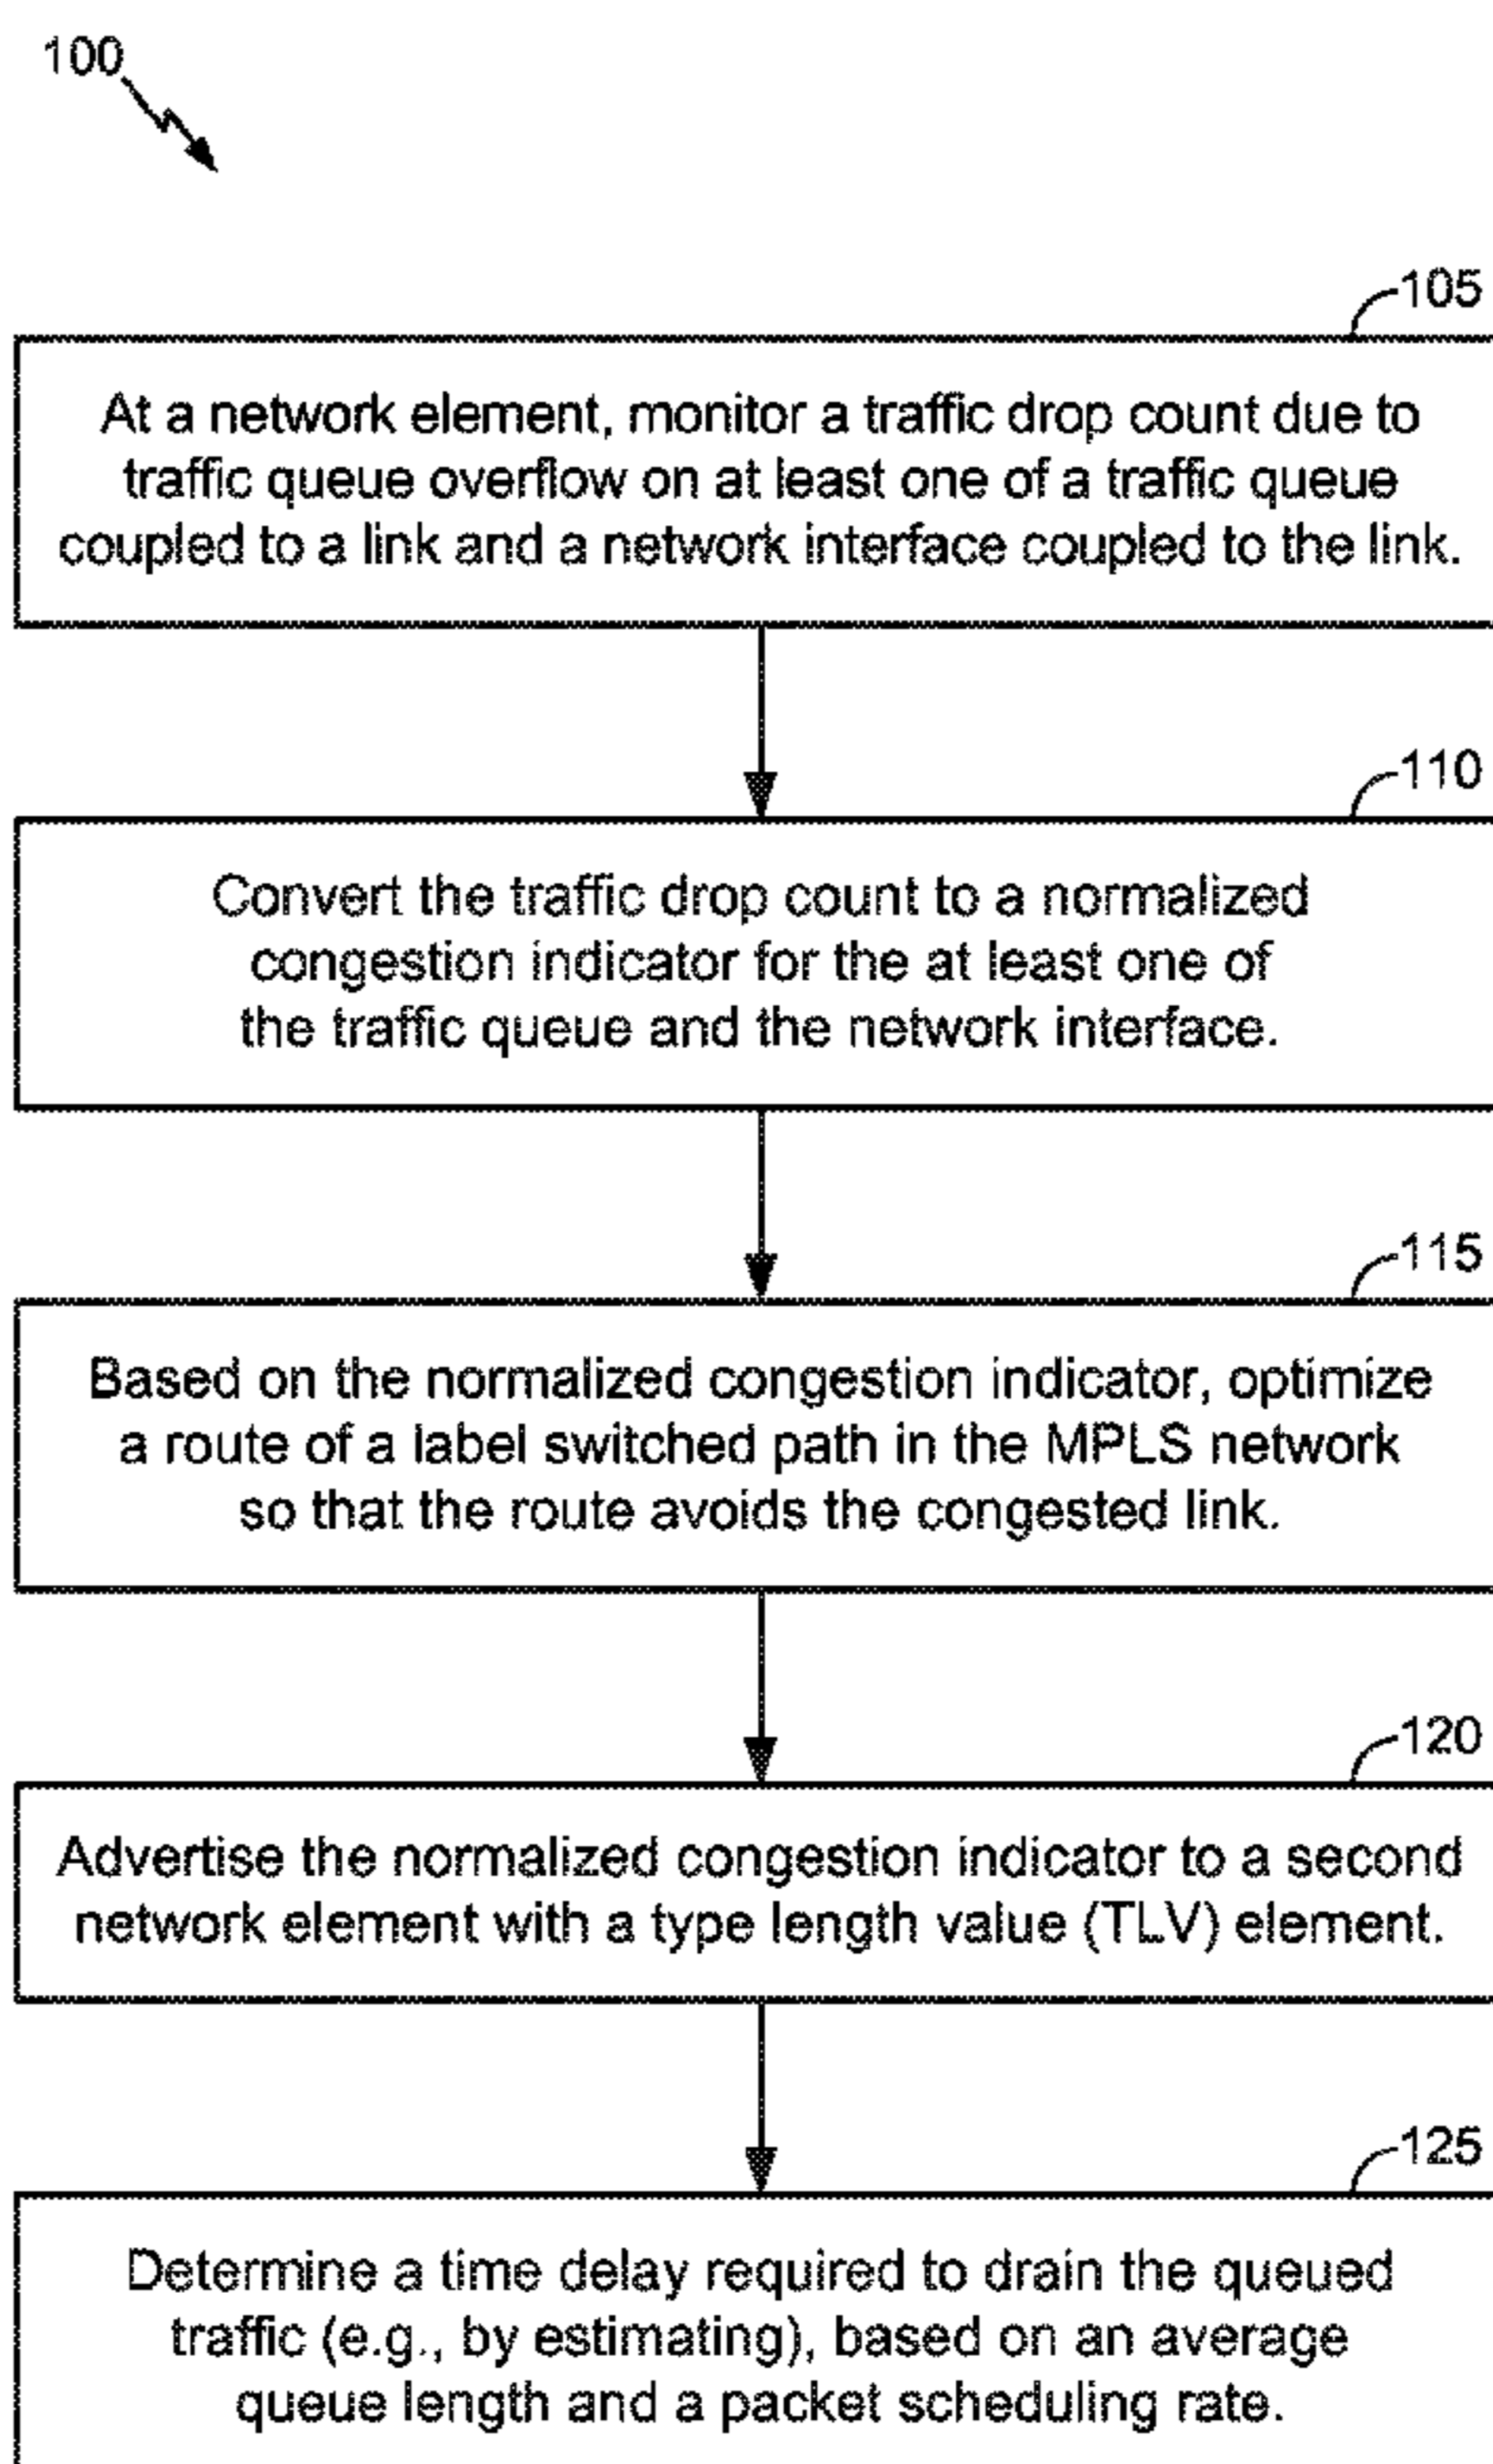 100
105
At a network element, monitor a traffic drop count due to
traffic queue overflow on at least one of a traffic queue
coupled to a link and a network interface coupled to the link.
110
Convert the traffic drop count to a normalized
congestion indicator for the at least one of
the traffic queue and the network interface.
115
Based on the normalized congestion indicator, optimize
a route of a label switched path in the MPLS network
so that the route avoids the congested link.
120
Advertise the normalized congestion indicator to a second
network element with a type length value (TLV) element.
125
Determine a time delay required to drain the queued
traffic (e.g., by estimating), based on an average
queue length and a packet scheduling rate.